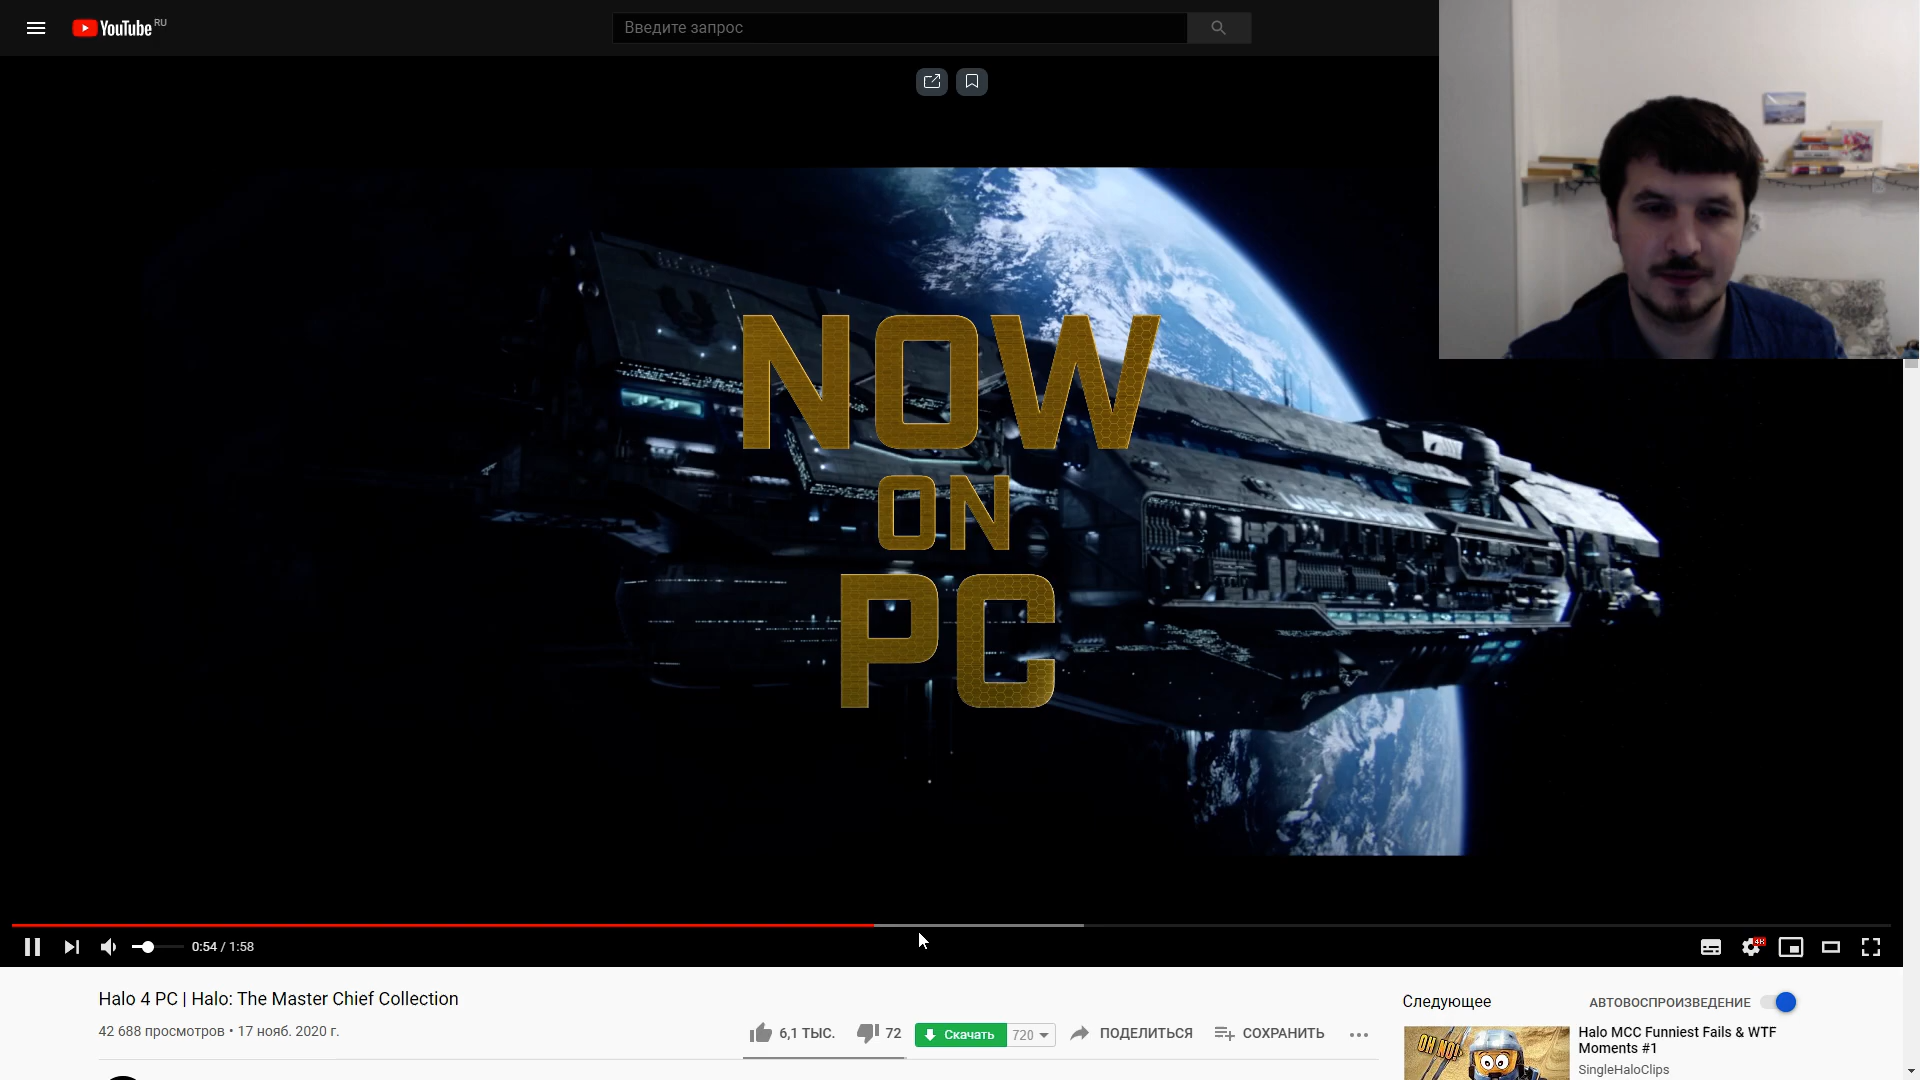 YouTube RU
Введите запрос
NOW
ON
PC
0:54 / 1:58
4K
Halo 4 PC | Halo: The Master Chief Collection
42 688 просмотров • 17 нояб. 2020 г.
6,1 ТЫС.
72
Скачать
720
ПОДЕЛИТЬСЯ
СОХРАНИТЬ
Следующее
АВТОВОСПРОИЗВЕДЕНИЕ
OH NO!
Halo MCC Funniest Fails & WTF
Moments #1
SingleHaloClips